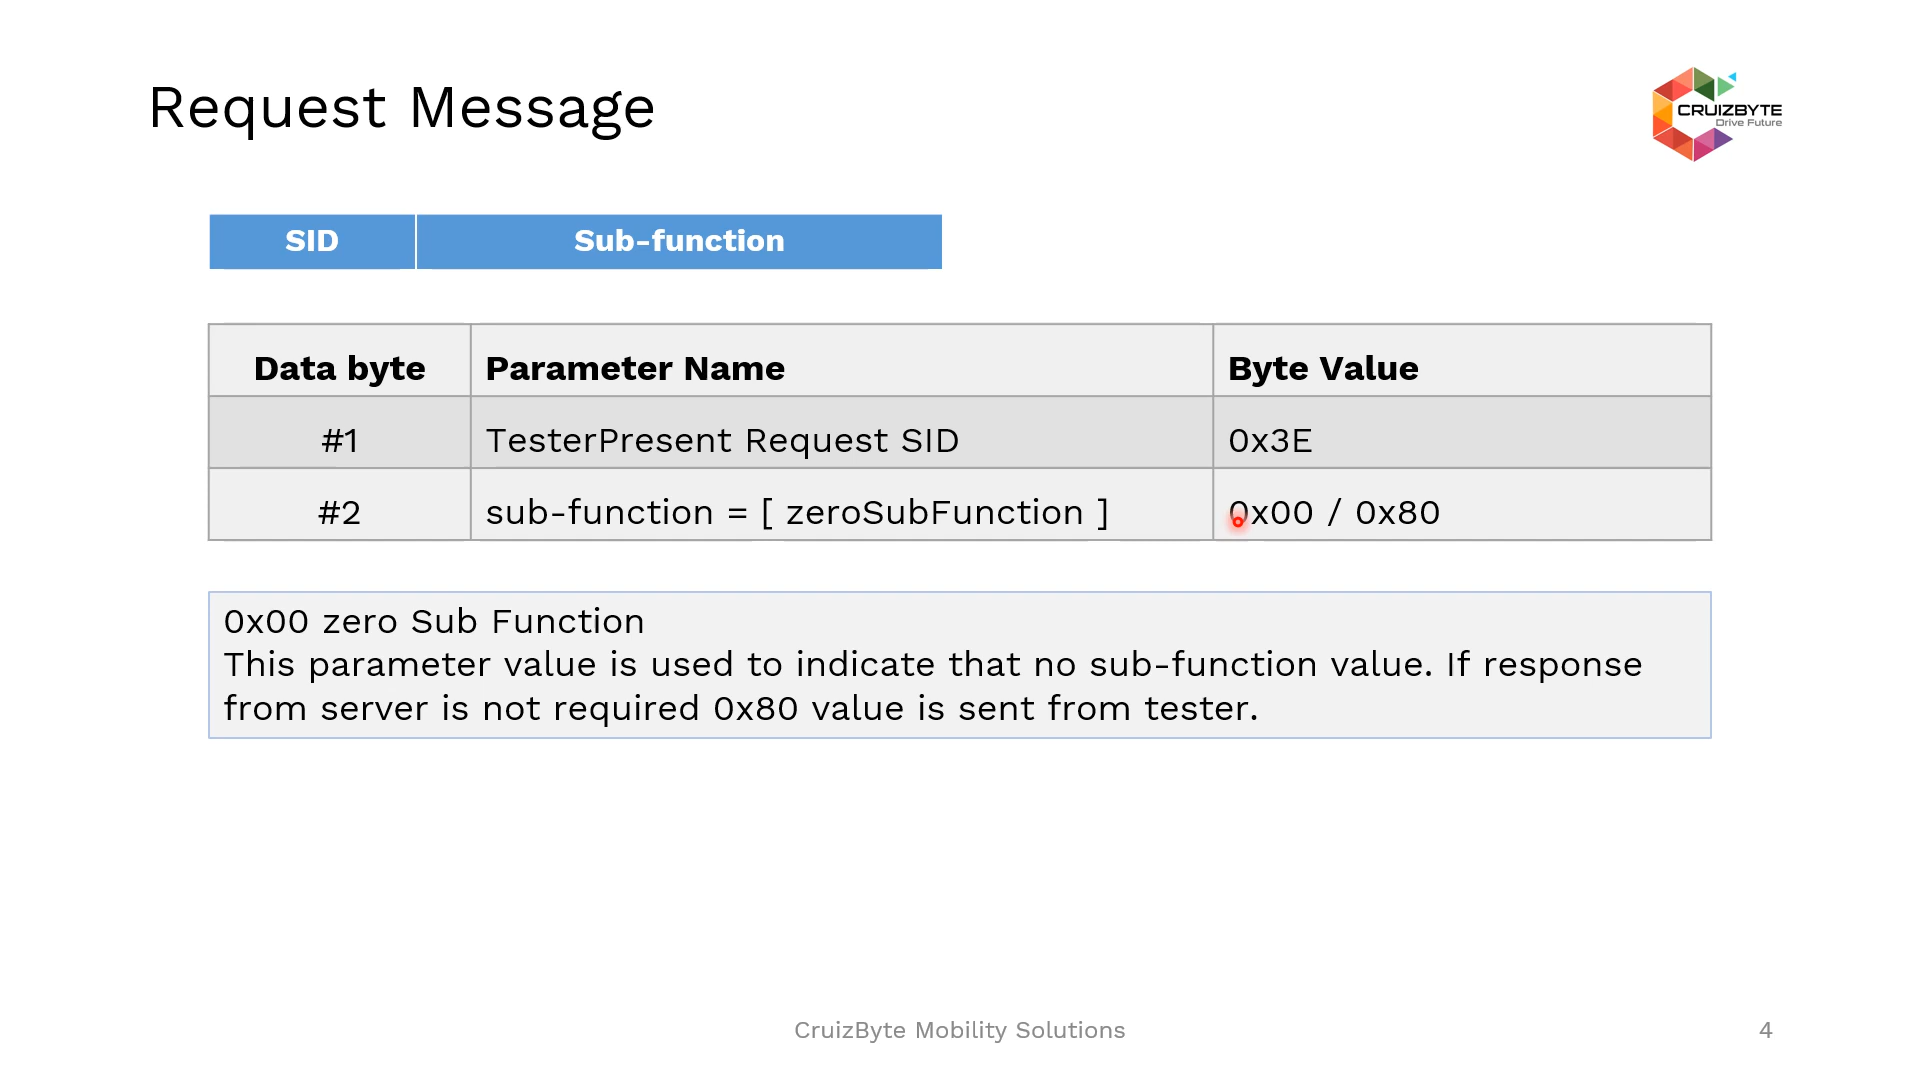 Request Message
CRUIZBYTE
Drive Future
SID Sub-function
Data byte Parameter Name Byte Value
#1 TesterPresent Request SID 0x3E
#2 sub-function = [ zeroSubFunction ] 0x00 / 0x80
0x00 zero Sub Function
This parameter value is used to indicate that no sub-function value. If response
from server is not required 0x80 value is sent from tester.
CruizByte Mobility Solutions 4